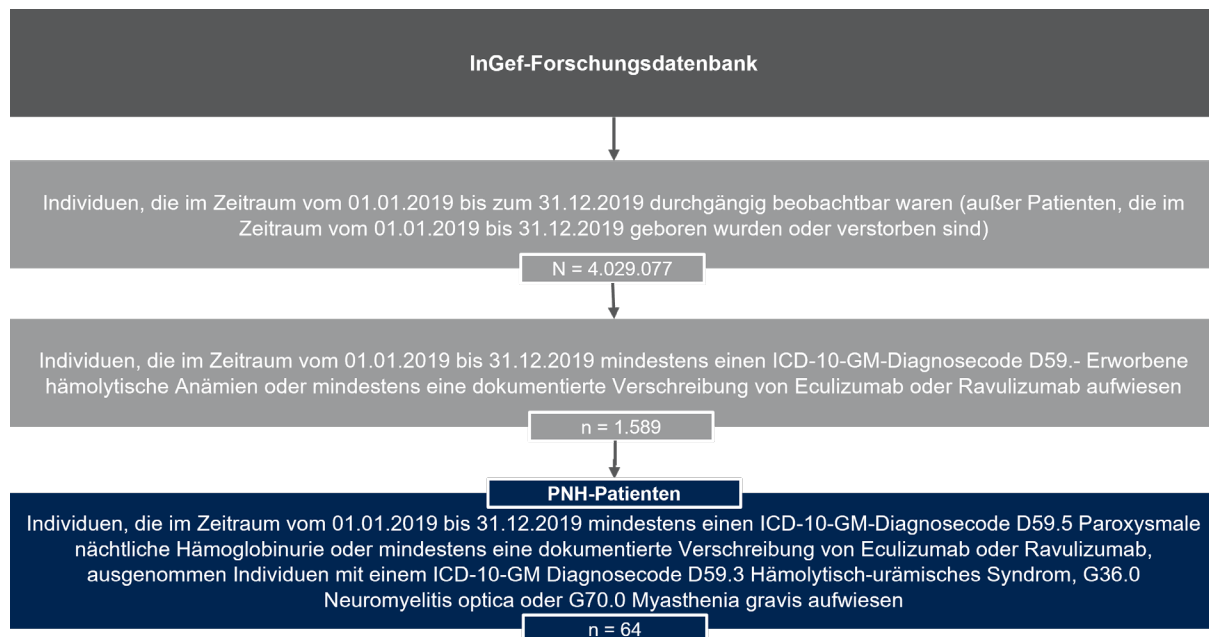 InGef-Forschungsdatenbank
Individuen, die im Zeitraum vom 01.01.2019 bis zum 31.12.2019 durchgängig beobachtbar waren (außer Patienten, die im
Zeitraum vom 01.01.2019 bis 31.12.2019 geboren wurden oder verstorben sind)
N = 4.029.077
Individuen, die im Zeitraum vom 01.01.2019 bis 31.12.2019 mindestens einen ICD-10-GM-Diagnosecode D59.- Erworbene
hämolytische Anämien oder mindestens eine dokumentierte Verschreibung von Eculizumab oder Ravulizumab aufwiesen
n = 1.589
PNH-Patienten
Individuen, die im Zeitraum vom 01.01.2019 bis 31.12.2019 mindestens einen ICD-10-GM-Diagnosecode D59.5 Paroxysmale
nächtliche Hämoglobinurie oder mindestens eine dokumentierte Verschreibung von Eculizumab oder Ravulizumab,
ausgenommen Individuen mit einem ICD-10-GM Diagnosecode D59.3 Hämolytisch-urämisches Syndrom, G36.0
Neuromyelitis optica oder G70.0 Myasthenia gravis aufwiesen
n = 64